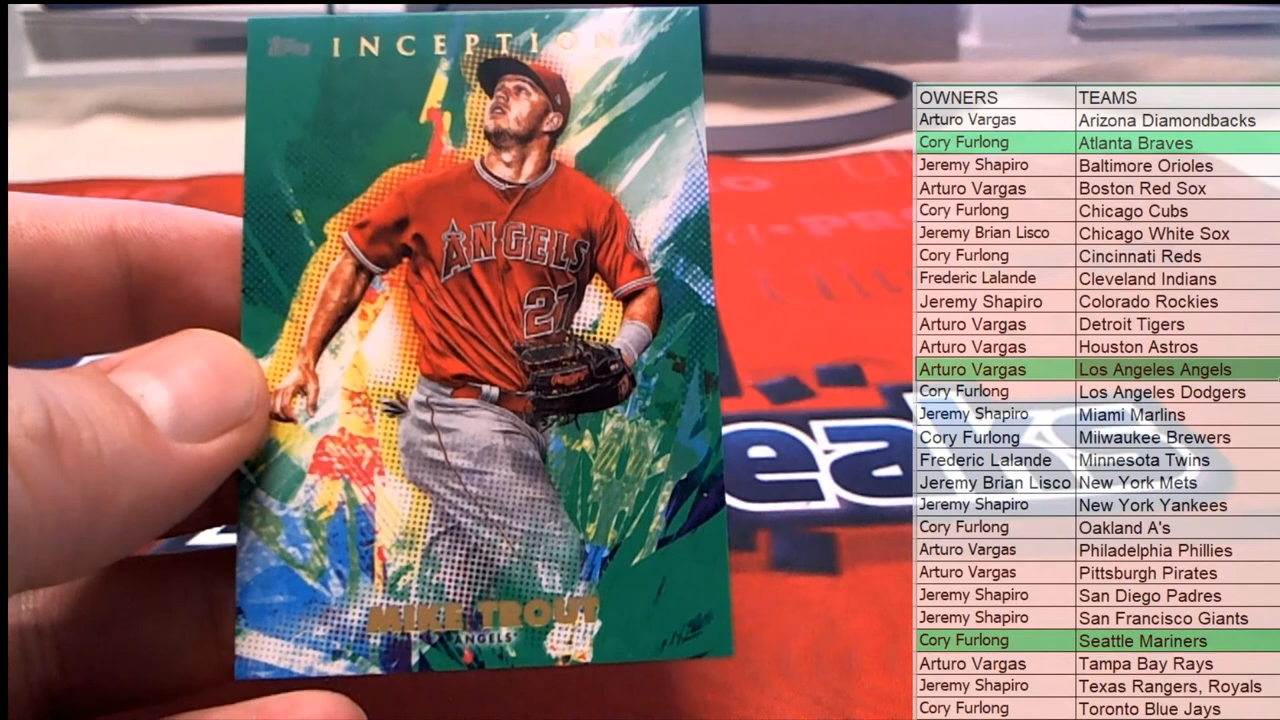 Topps INCEPTION
ANGELS
27
MIKE TROUT
ANGELS
OWNERS TEAMS
Arturo Vargas Arizona Diamondbacks
Cory Furlong Atlanta Braves
Jeremy Shapiro Baltimore Orioles
Arturo Vargas Boston Red Sox
Cory Furlong Chicago Cubs
Jeremy Brian Lisco Chicago White Sox
Cory Furlong Cincinnati Reds
Frederic Lalande Cleveland Indians
Jeremy Shapiro Colorado Rockies
Arturo Vargas Detroit Tigers
Arturo Vargas Houston Astros
Arturo Vargas Los Angeles Angels
Cory Furlong Los Angeles Dodgers
Jeremy Shapiro Miami Marlins
Cory Furlong Milwaukee Brewers
Frederic Lalande Minnesota Twins
Jeremy Brian Lisco New York Mets
Jeremy Shapiro New York Yankees
Cory Furlong Oakland A's
Arturo Vargas Philadelphia Phillies
Arturo Vargas Pittsburgh Pirates
Jeremy Shapiro San Diego Padres
Jeremy Shapiro San Francisco Giants
Cory Furlong Seattle Mariners
Arturo Vargas Tampa Bay Rays
Jeremy Shapiro Texas Rangers, Royals
Cory Furlong Toronto Blue Jays